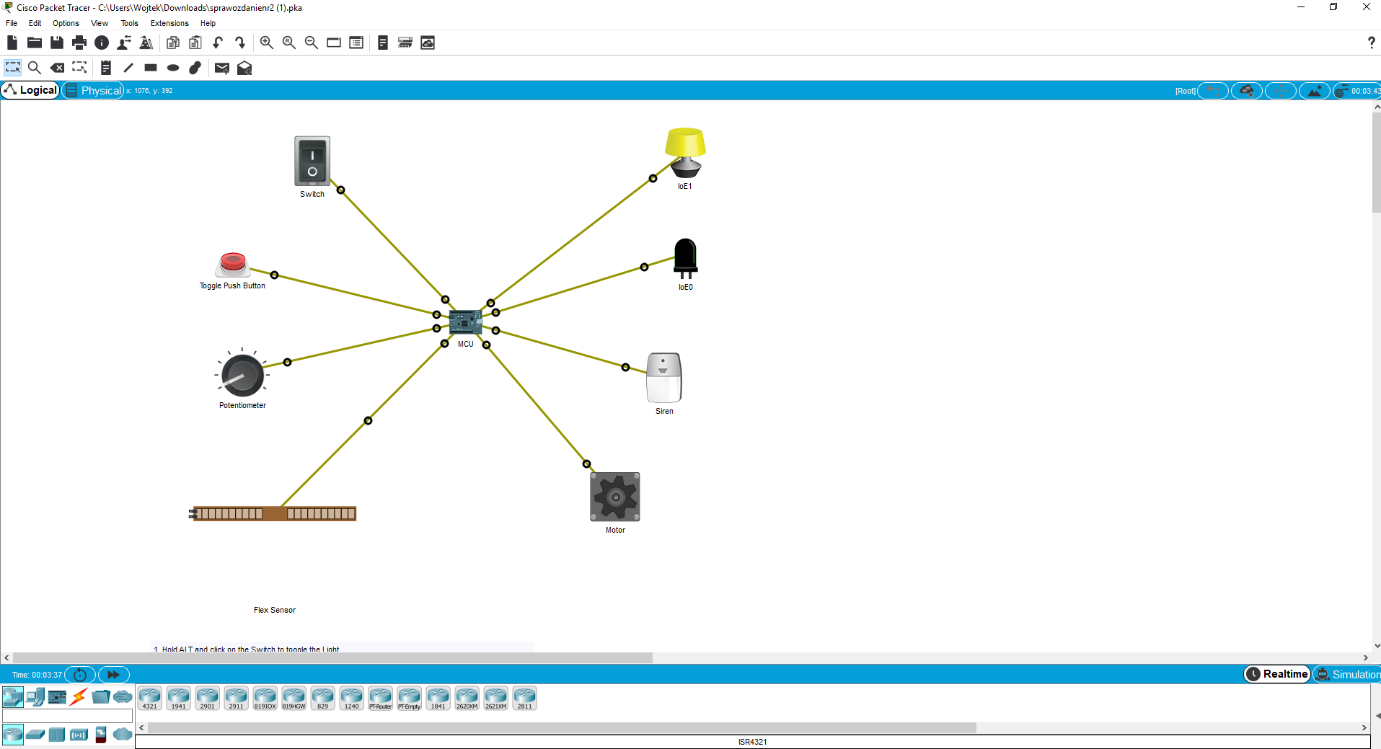 Cisco Packet Tracer - C:\Users\Wojtek\Downloads\sprawozdanienr2 (1).pka
File Edit Options View Tools Extensions Help
?
Logical Physical x: 1076, y: 392 [Root] 00:03:43
Switch
IoE1
Toggle Push Button
IoE0
MCU
Potentiometer
Siren
Motor
Flex Sensor
1. Hold ALT and click on the Switch to toggle the Light
Time: 00:03:37 Realtime Simulation
4321 1941 2901 2911 819IOX 819HGW 829 1240 PT-Router PT-Empty 1841 2620XM 2621XM 2811
ISR4321